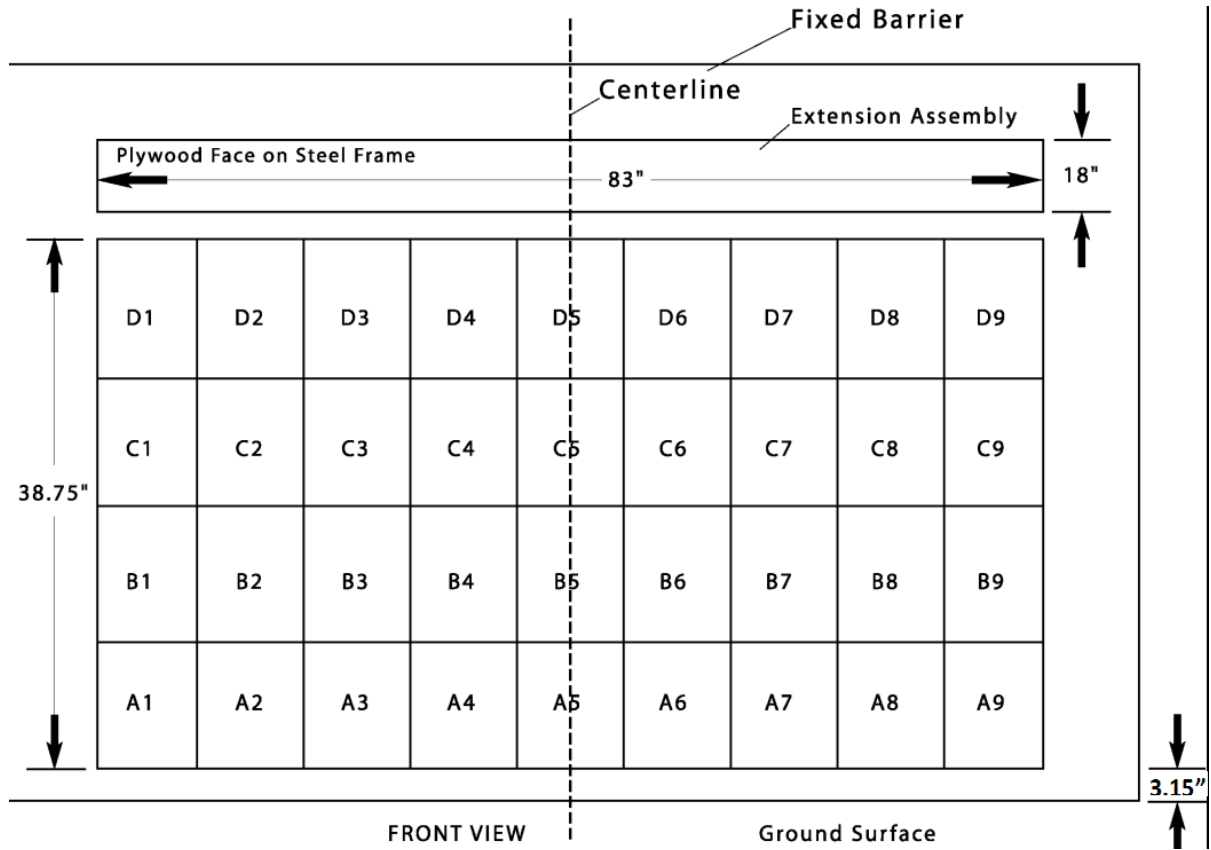 Fixed Barrier
Centerline
Extension Assembly
Plywood Face on Steel Frame
83"
18"
D1 D2 D3 D4 D5 D6 D7 D8 D9
C1 C2 C3 C4 C5 C6 C7 C8 C9
38.75"
B1 B2 B3 B4 B5 B6 B7 B8 B9
A1 A2 A3 A4 A5 A6 A7 A8 A9
3.15”
FRONT VIEW Ground Surface